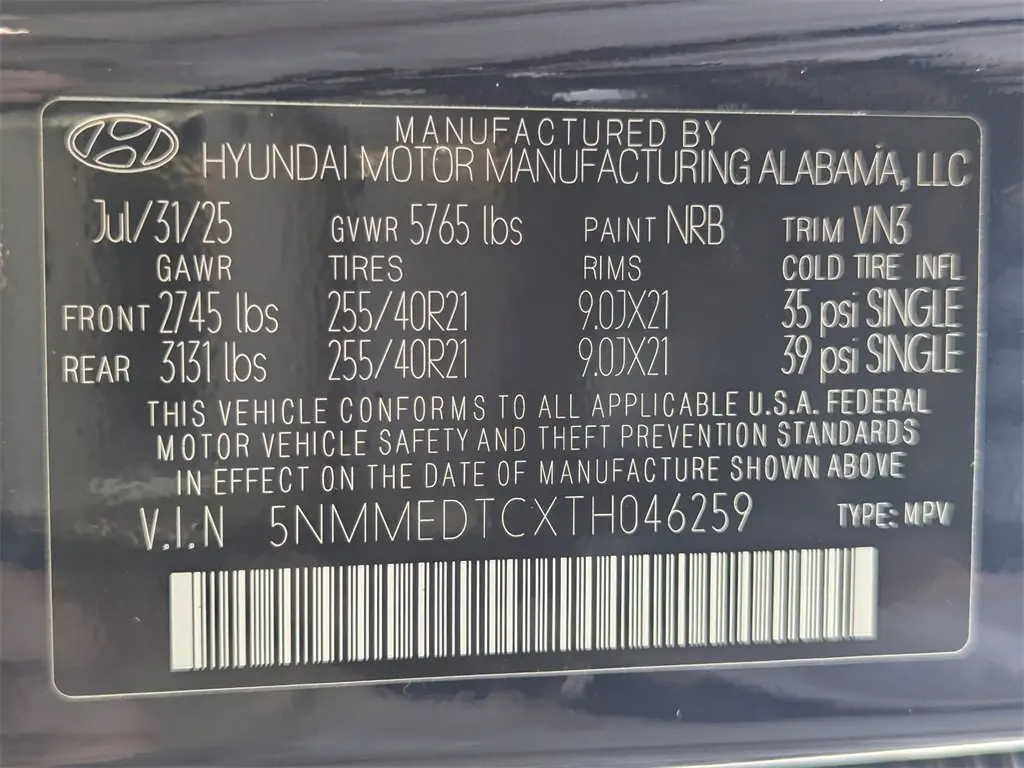 MANUFACTURED BY
HYUNDAI MOTOR MANUFACTURING ALABAMA, LLC
Jul/31/25 GVWR 5765 lbs PAINT NRB TRIM VN3
GAWR TIRES RIMS COLD TIRE INFL
FRONT 2745 lbs 255/40R21 9.0JX21 35 psi SINGLE
REAR 3131 lbs 255/40R21 9.0JX21 39 psi SINGLE
THIS VEHICLE CONFORMS TO ALL APPLICABLE U.S.A. FEDERAL
MOTOR VEHICLE SAFETY AND THEFT PREVENTION STANDARDS
IN EFFECT ON THE DATE OF MANUFACTURE SHOWN ABOVE
V.I.N 5NMMEDTCXTH046259 TYPE: MPV